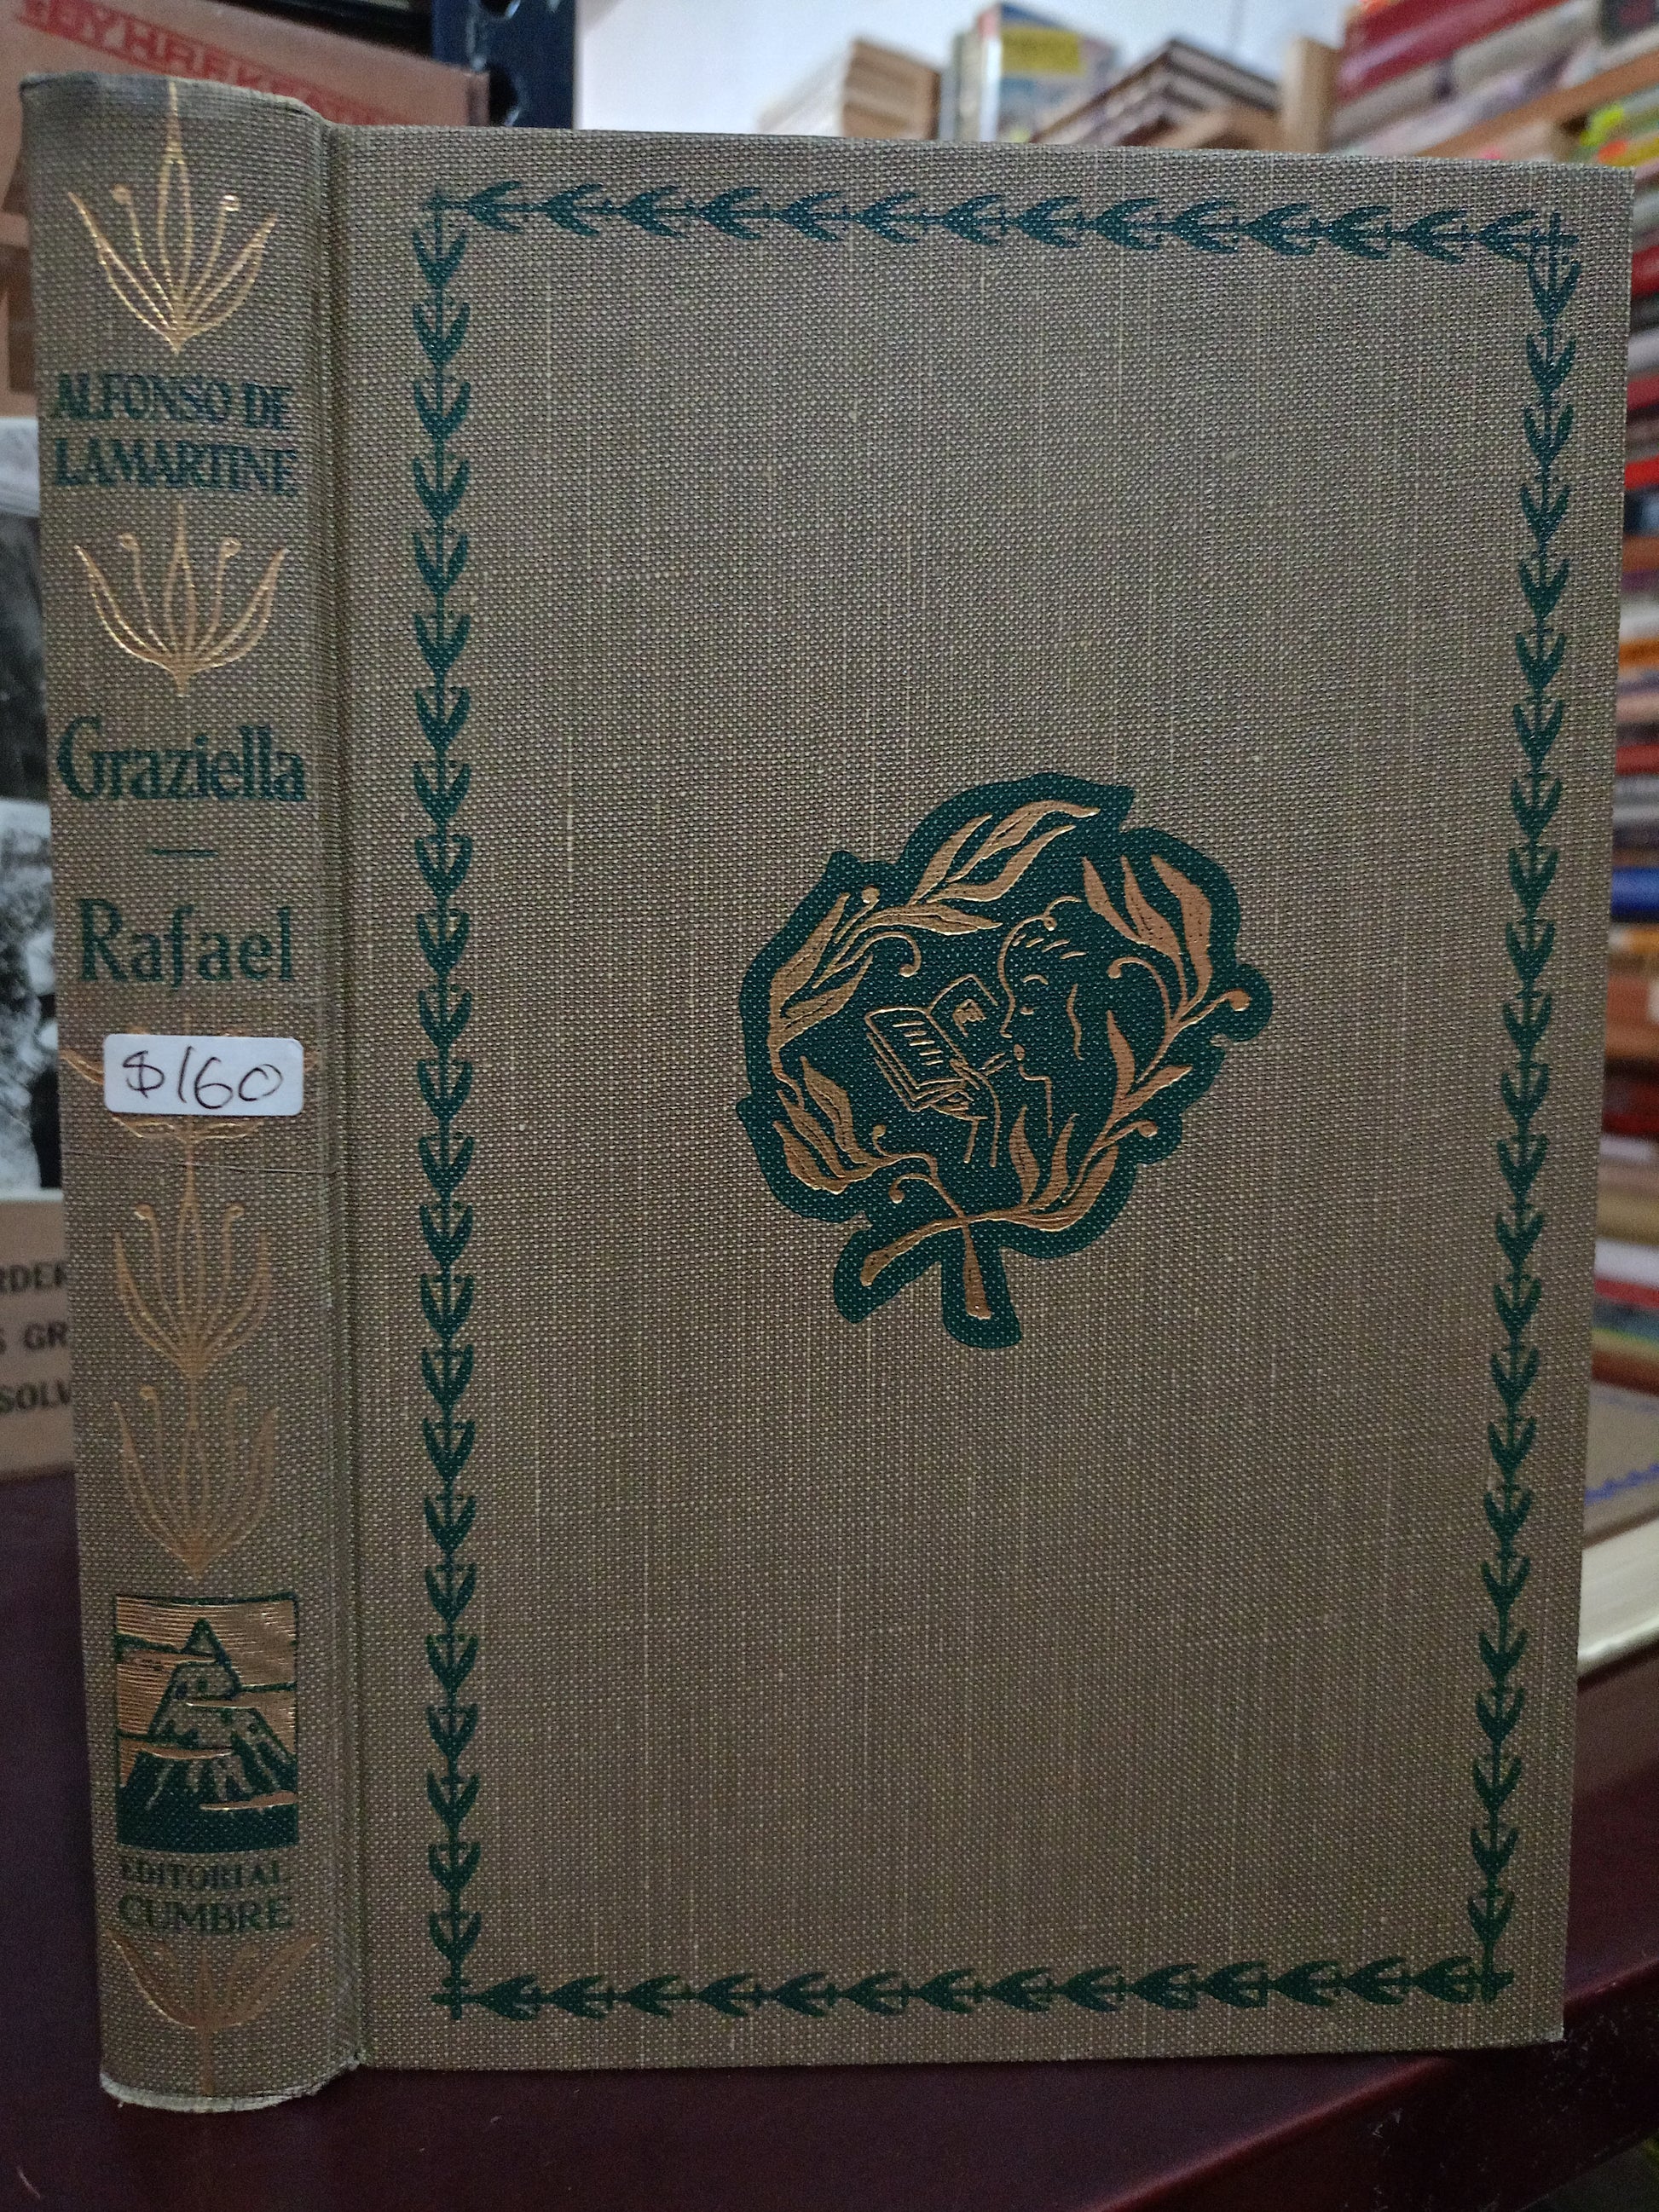 ALFONSO DE
LAMARTINE
Graziella
—
Rafael
$160
EDITORIAL
CUMBRE